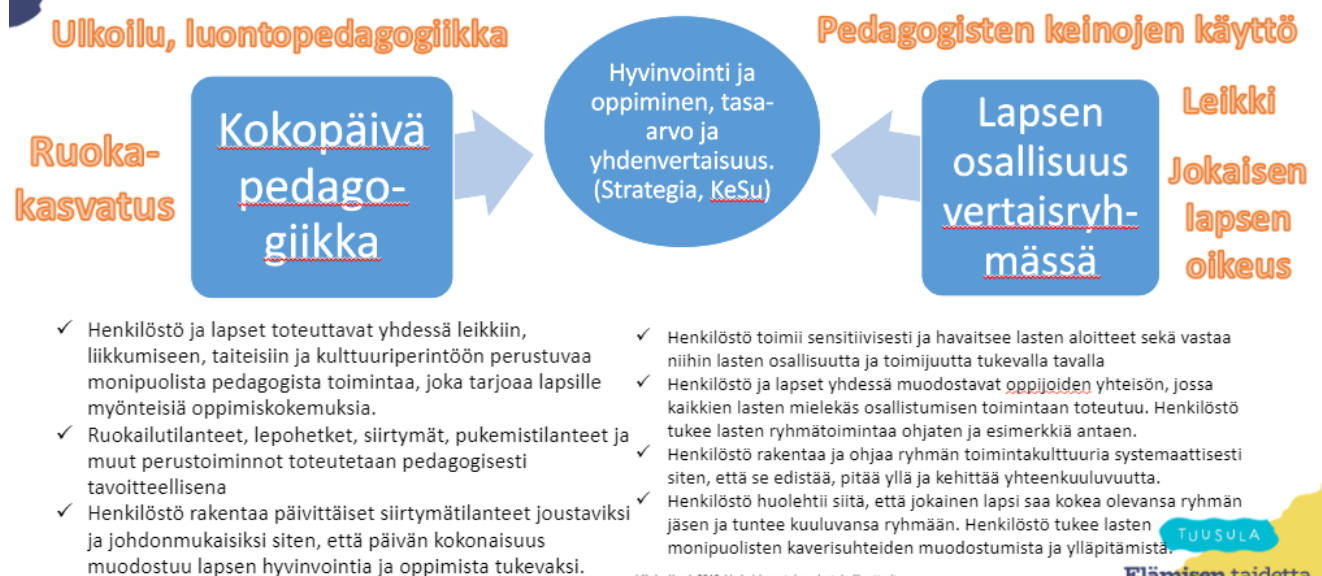 Ulkoilu, luontopedagogiikka
Pedagogisten keinojen käyttö
Ruoka-
kasvatus
Kokopäivä
pedago-
giikka
Hyvinvointi ja
oppiminen, tasa-
arvo ja
yhdenvertaisuus.
(Strategia, KeSu)
Lapsen
osallisuus
vertaisryh-
mässä
Leikki
Jokaisen
lapsen
oikeus
✓ Henkilöstö ja lapset toteuttavat yhdessä leikkiin,
liikkumiseen, taiteisiin ja kulttuuriperintöön perustuvaa
monipuolista pedagogista toimintaa, joka tarjoaa lapsille
myönteisiä oppimiskokemuksia.
✓ Ruokailutilanteet, lepohetket, siirtymät, pukemistilanteet ja
muut perustoiminnot toteutetaan pedagogisesti
tavoitteellisena
✓ Henkilöstö rakentaa päivittäiset siirtymätilanteet joustaviksi
ja johdonmukaisiksi siten, että päivän kokonaisuus
muodostuu lapsen hyvinvointia ja oppimista tukevaksi.
✓ Henkilöstö toimii sensitiivisesti ja havaitsee lasten aloitteet sekä vastaa
niihin lasten osallisuutta ja toimijuutta tukevalla tavalla
✓ Henkilöstö ja lapset yhdessä muodostavat oppijoiden yhteisön, jossa
kaikkien lasten mielekäs osallistumisen toimintaan toteutuu. Henkilöstö
tukee lasten ryhmätoimintaa ohjaten ja esimerkkiä antaen.
✓ Henkilöstö rakentaa ja ohjaa ryhmän toimintakulttuuria systemaattisesti
siten, että se edistää, pitää yllä ja kehittää yhteenkuuluvuutta.
✓ Henkilöstö huolehtii siitä, että jokainen lapsi saa kokea olevansa ryhmän
jäsen ja tuntee kuuluvansa ryhmään. Henkilöstö tukee lasten
monipuolisten kaverisuhteiden muodostumista ja ylläpitämistä.
TUUSULA
Elämisen taidetta